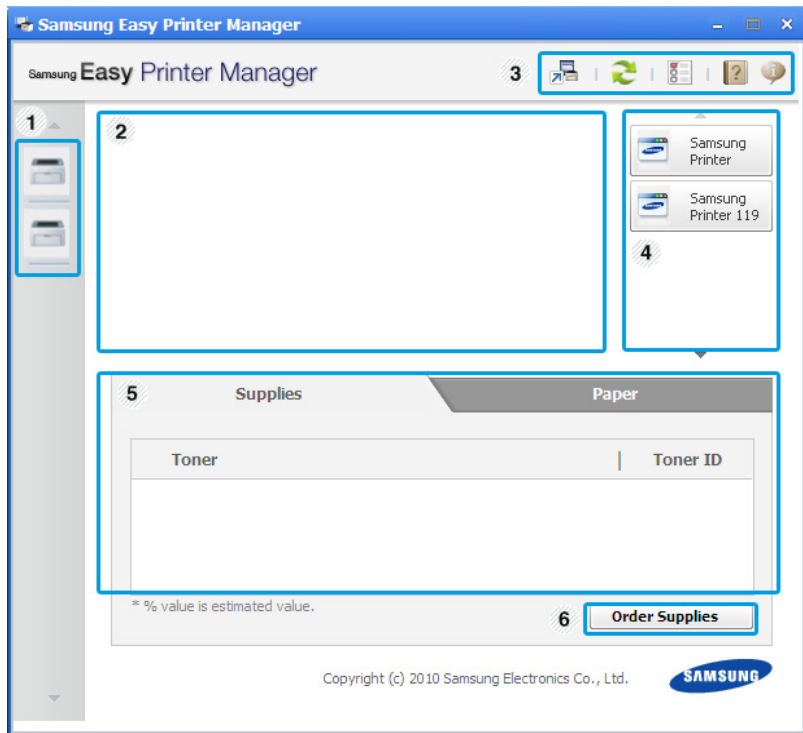 Samsung Easy Printer Manager
Samsung Easy Printer Manager
3
?
i
1
2
Samsung
Printer
Samsung
Printer 119
4
5
Supplies
Paper
Toner
Toner ID
* % value is estimated value.
6
Order Supplies
Copyright (c) 2010 Samsung Electronics Co., Ltd.
SAMSUNG